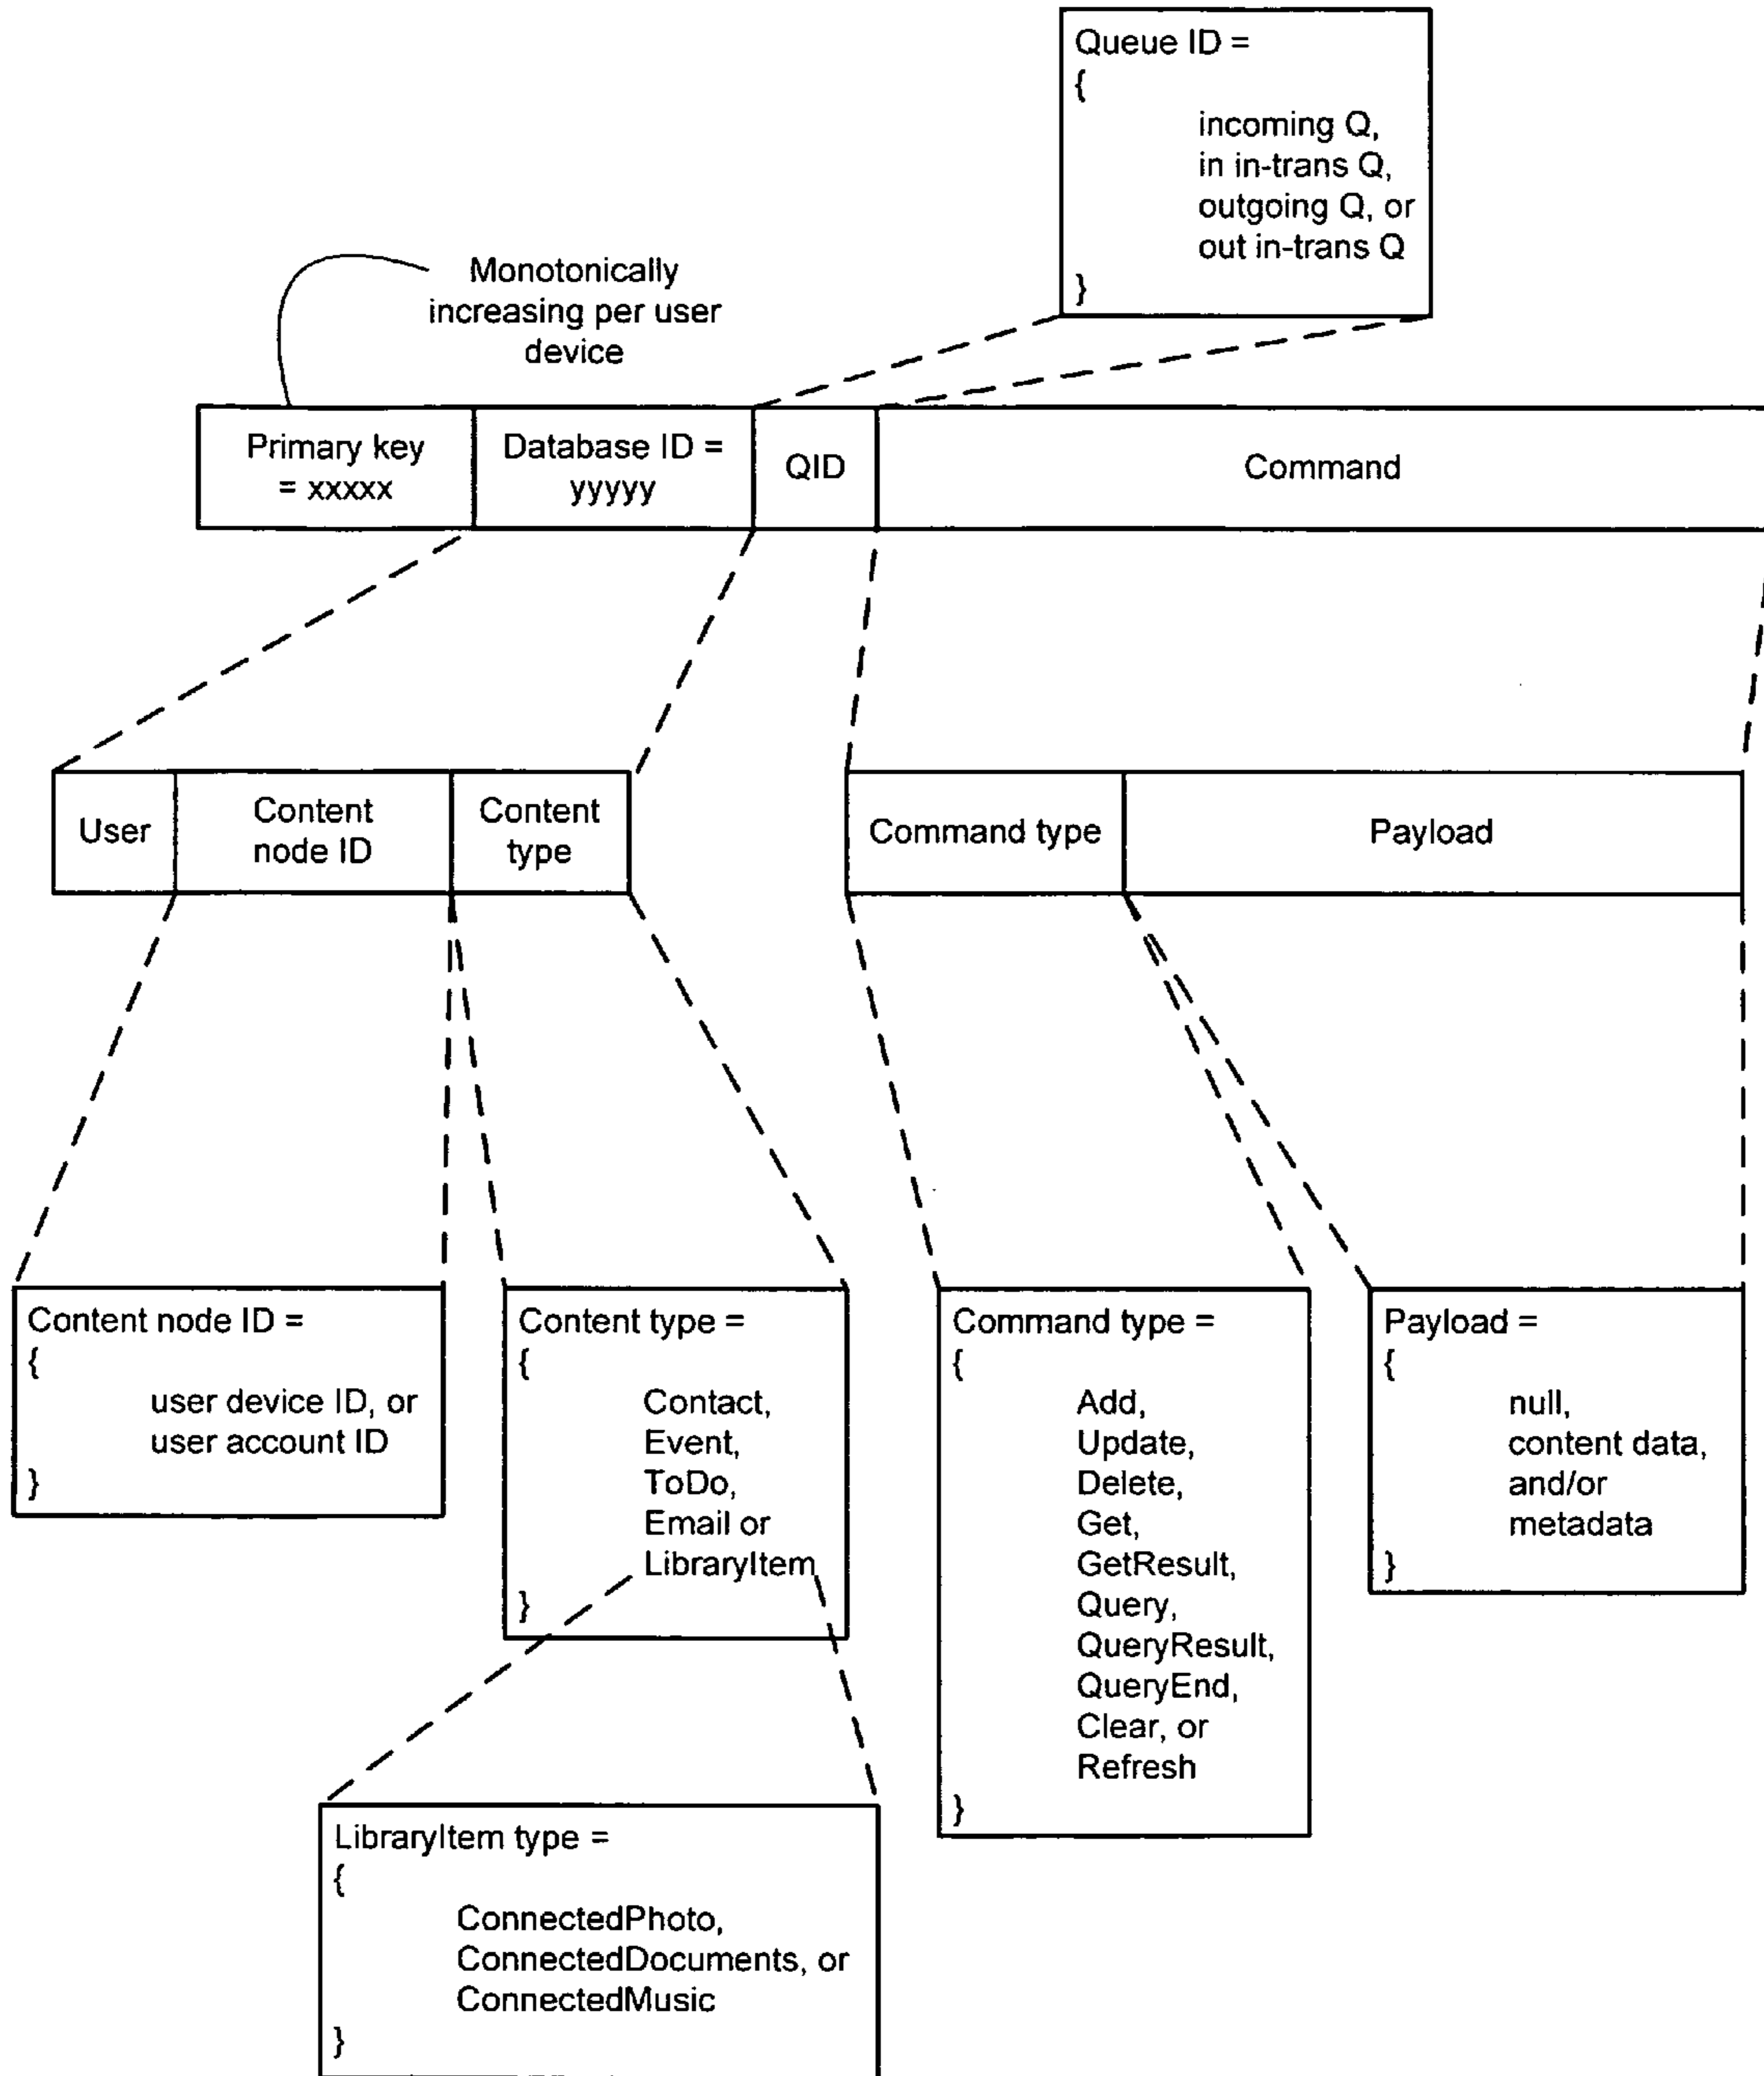 Queue ID =
{
incoming Q,
in in-trans Q,
outgoing Q, or
out in-trans Q
}
Monotonically
increasing per user
device
Primary key
= xxxxx
Database ID =
yyyyy
QID
Command
User
Content
node ID
Content
type
Command type
Payload
Content node ID =
{
user device ID, or
user account ID
}
Content type =
{
Contact,
Event,
ToDo,
Email or
LibraryItem
}
Command type =
{
Add,
Update,
Delete,
Get,
GetResult,
Query,
QueryResult,
QueryEnd,
Clear, or
Refresh
}
Payload =
{
null,
content data,
and/or
metadata
}
LibraryItem type =
{
ConnectedPhoto,
ConnectedDocuments, or
ConnectedMusic
}